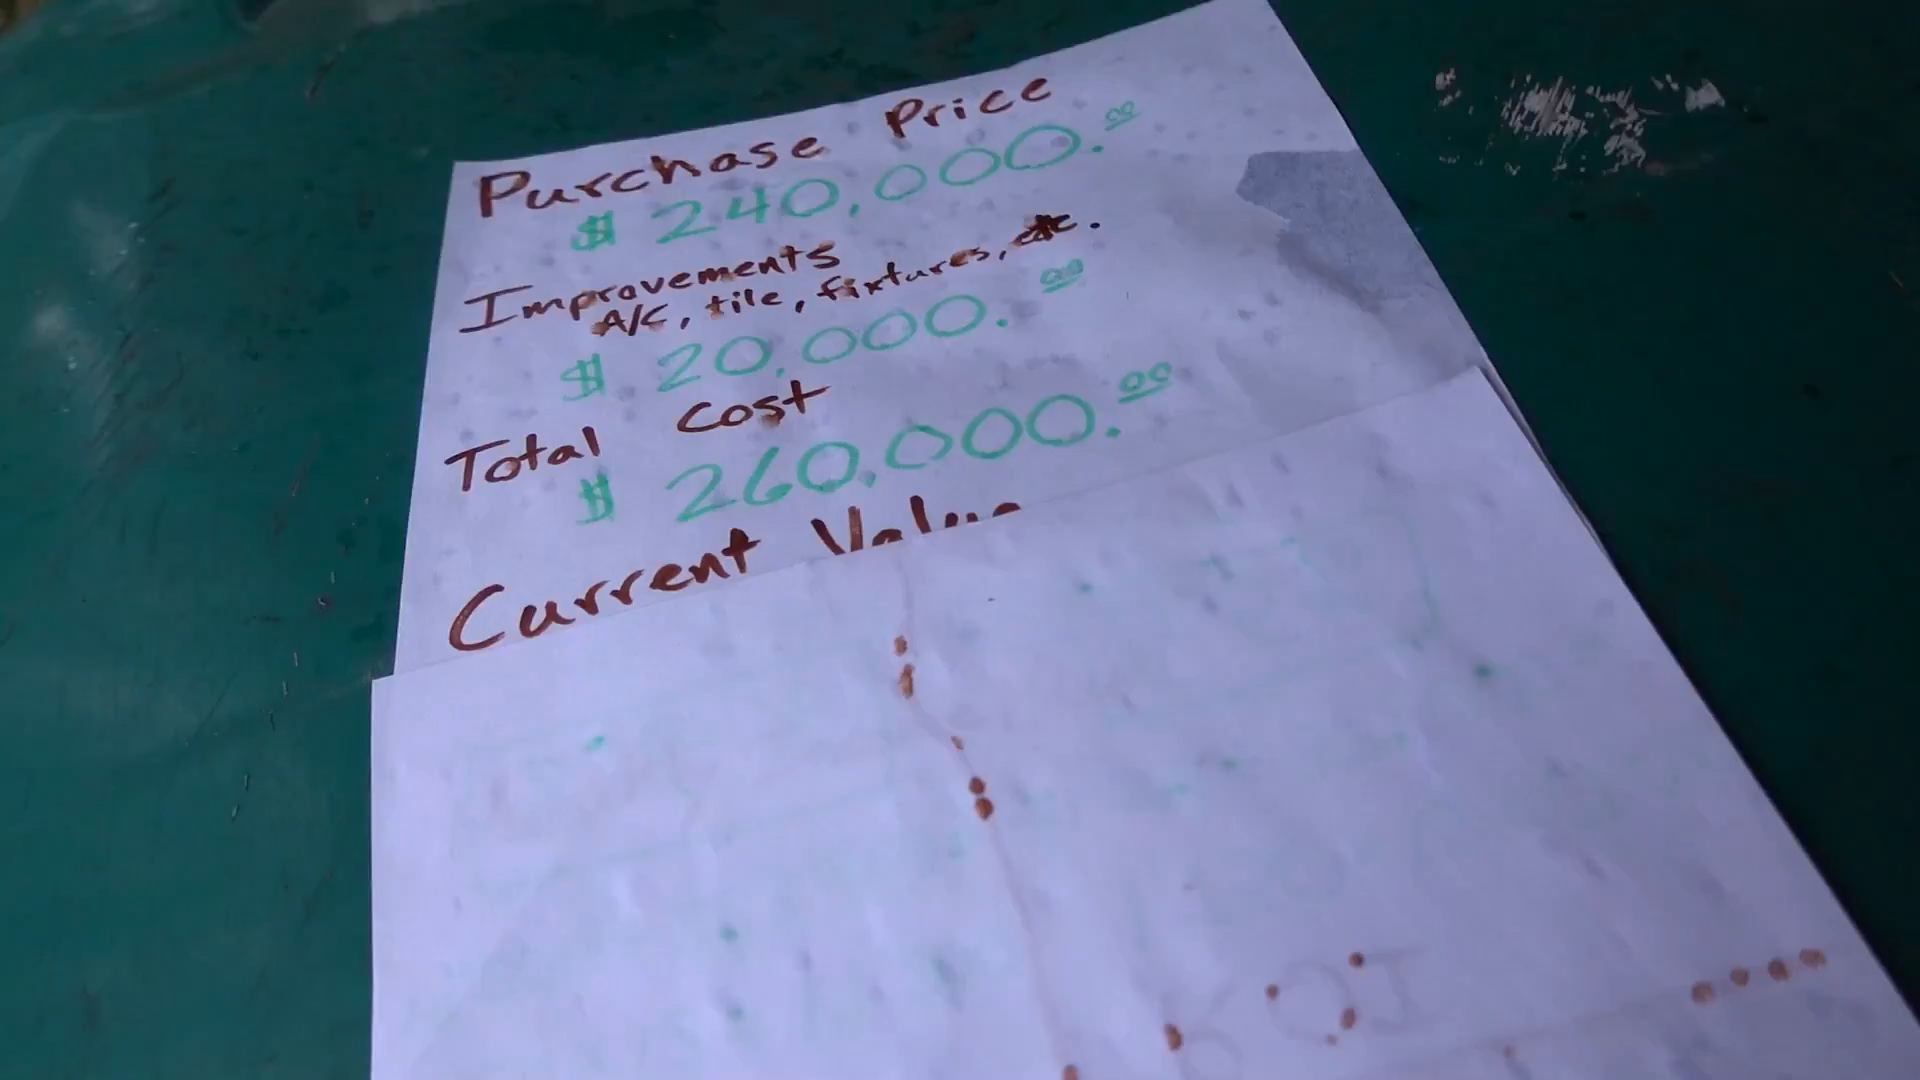 Purchase Price
$ 240,000.00
Improvements
A/C, tile, fixtures, etc.
$ 20,000.00
Total Cost
$ 260,000.00
Current